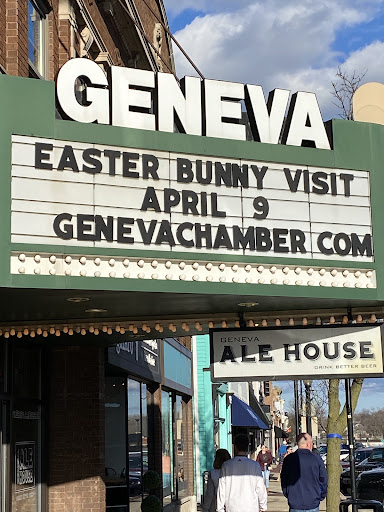 GENEVA
EASTER BUNNY VISIT
APRIL 9
GENEVACHAMBER COM
GENEVA
ALE HOUSE
DRINK BETTER BEER